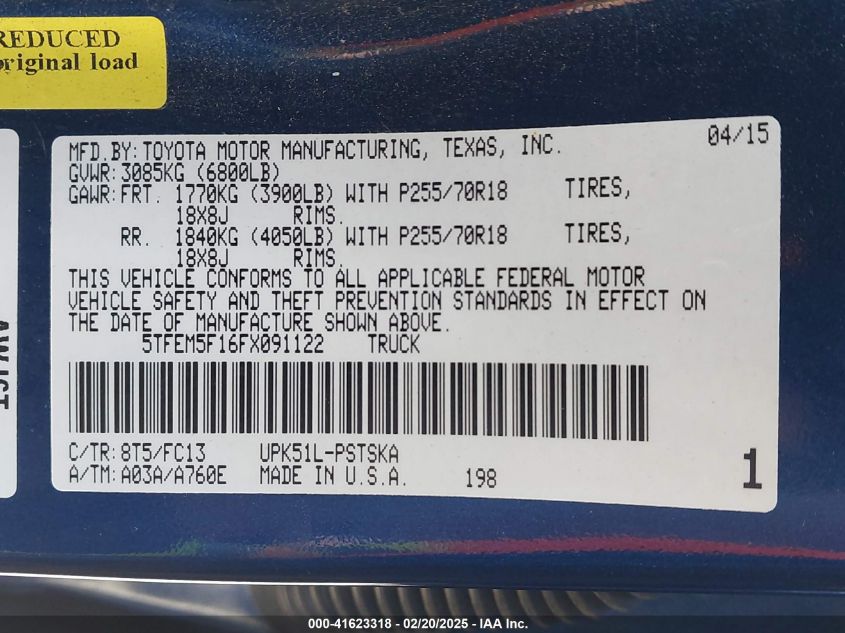 REDUCED
original load
04/15
MFD.BY:TOYOTA MOTOR MANUFACTURING, TEXAS, INC.
GVWR:3085KG (6800LB)
GAWR:FRT. 1770KG (3900LB) WITH P255/70R18 TIRES,
18X8J RIMS.
RR. 1840KG (4050LB) WITH P255/70R18 TIRES,
18X8J RIMS.
THIS VEHICLE CONFORMS TO ALL APPLICABLE FEDERAL MOTOR
VEHICLE SAFETY AND THEFT PREVENTION STANDARDS IN EFFECT ON
THE DATE OF MANUFACTURE SHOWN ABOVE.
5TFEM5F16FX091122 TRUCK
C/TR:8T5/FC13 UPK51L-PSTSKA
A/TM:A03A/A760E MADE IN U.S.A. 198
1
000-41623318 - 02/20/2025 - IAA Inc.